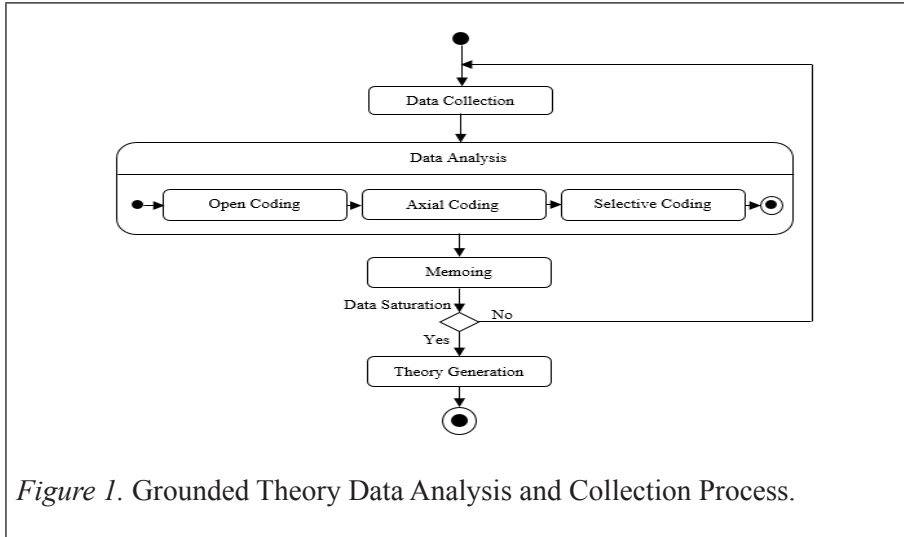 Data Collection
Data Analysis
Open Coding
Axial Coding
Selective Coding
Memoing
Data Saturation
No
Yes
Theory Generation
Figure 1. Grounded Theory Data Analysis and Collection Process.